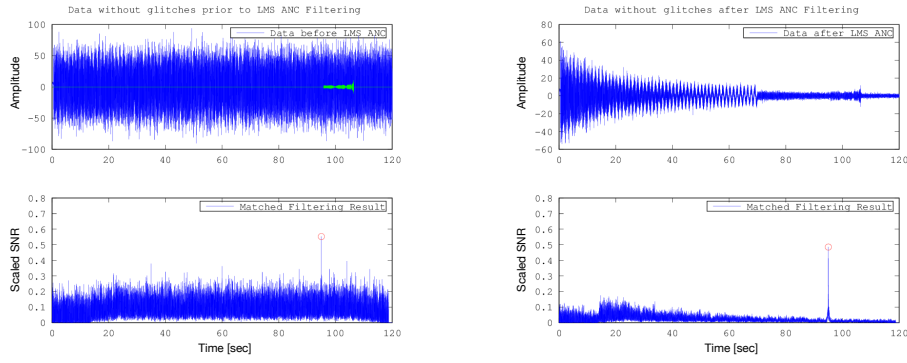 Data without glitches prior to LMS ANC Filtering
100
50
0
−50
−100
Amplitude
Data before LMS ANC
0 20 40 60 80 100 120
0.8
0.7
0.6
0.5
0.4
0.3
0.2
0.1
0
Scaled SNR
Matched Filtering Result
0 20 40 60 80 100 120
Time [sec]
Data without glitches after LMS ANC Filtering
80
60
40
20
0
−20
−40
−60
Amplitude
Data after LMS ANC
0 20 40 60 80 100 120
0.8
0.7
0.6
0.5
0.4
0.3
0.2
0.1
0
Scaled SNR
Matched Filtering Result
0 20 40 60 80 100 120
Time [sec]